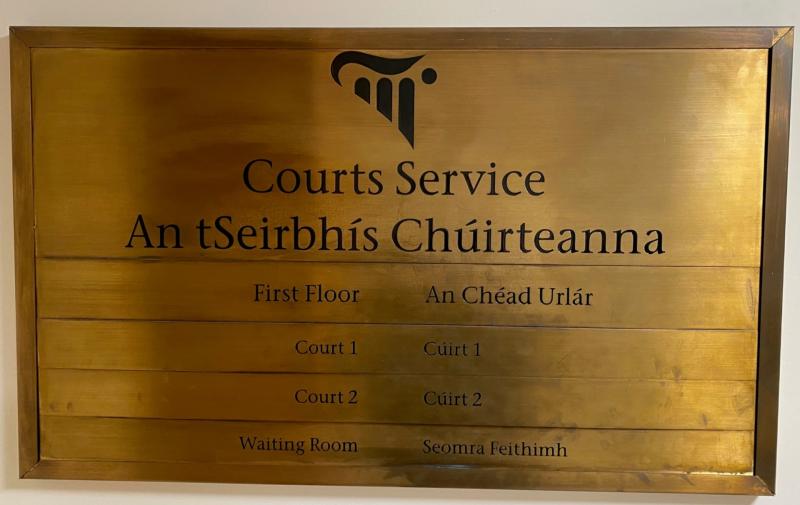 Courts Service
An tSeirbhís Chúirteanna
First Floor An Chéad Urlár
Court 1 Cúirt 1
Court 2 Cúirt 2
Waiting Room Seomra Feithimh